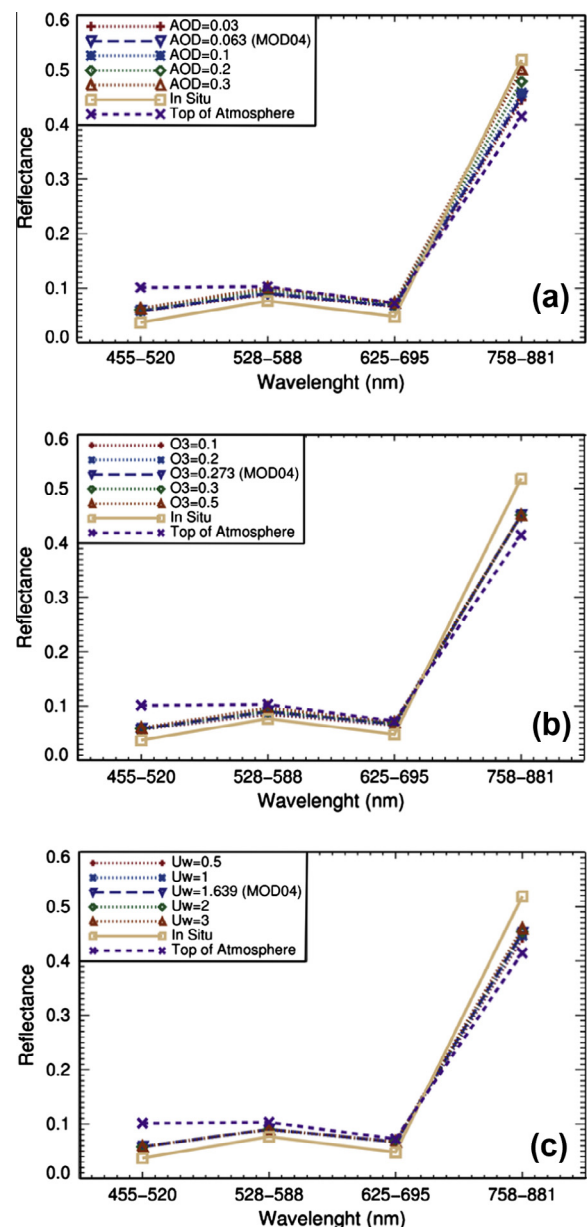 0.6
0.5
0.4
0.3
0.2
0.1
0.0
Reflectance
AOD=0.03
AOD=0.063 (MOD04)
AOD=0.1
AOD=0.2
AOD=0.3
In Situ
Top of Atmosphere
(a)
455-520
528-588
625-695
758-881
Wavelenght (nm)
0.6
0.5
0.4
0.3
0.2
0.1
0.0
Reflectance
O3=0.1
O3=0.2
O3=0.273 (MOD04)
O3=0.3
O3=0.5
In Situ
Top of Atmosphere
(b)
455-520
528-588
625-695
758-881
Wavelenght (nm)
0.6
0.5
0.4
0.3
0.2
0.1
0.0
Reflectance
Uw=0.5
Uw=1
Uw=1.639 (MOD04)
Uw=2
Uw=3
In Situ
Top of Atmosphere
(c)
455-520
528-588
625-695
758-881
Wavelenght (nm)